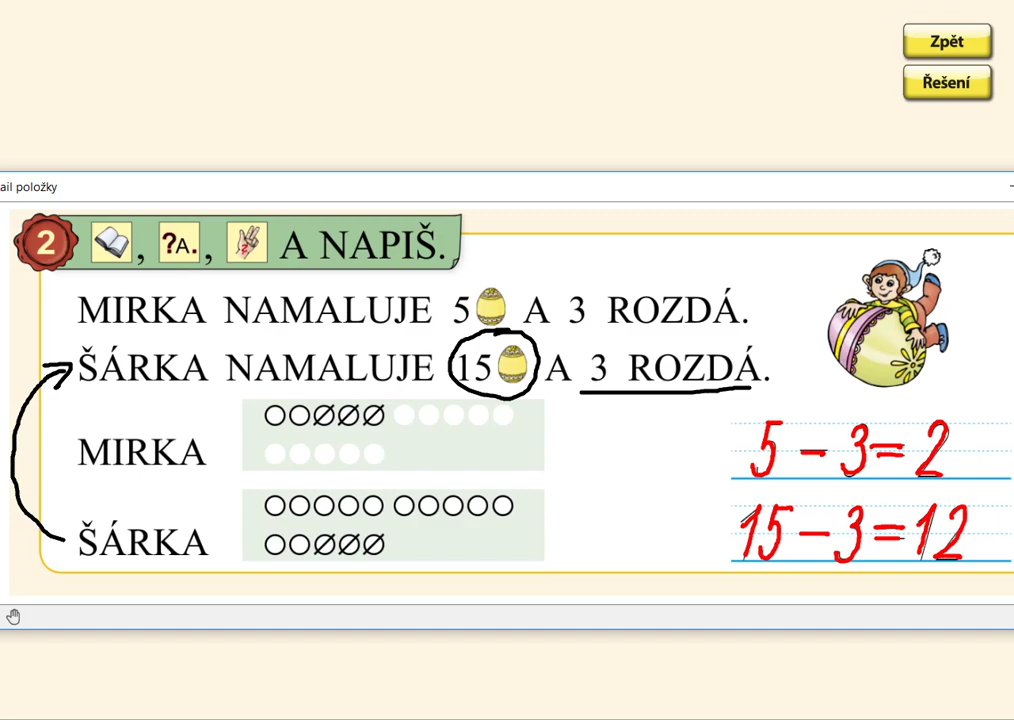 Zpět
Řešení
ail položky
2 , ?A. , 2 A NAPIŠ.
MIRKA NAMALUJE 5 A 3 ROZDÁ.
ŠÁRKA NAMALUJE 15 A 3 ROZDÁ.
MIRKA
5 - 3 = 2
ŠÁRKA
15 - 3 = 12